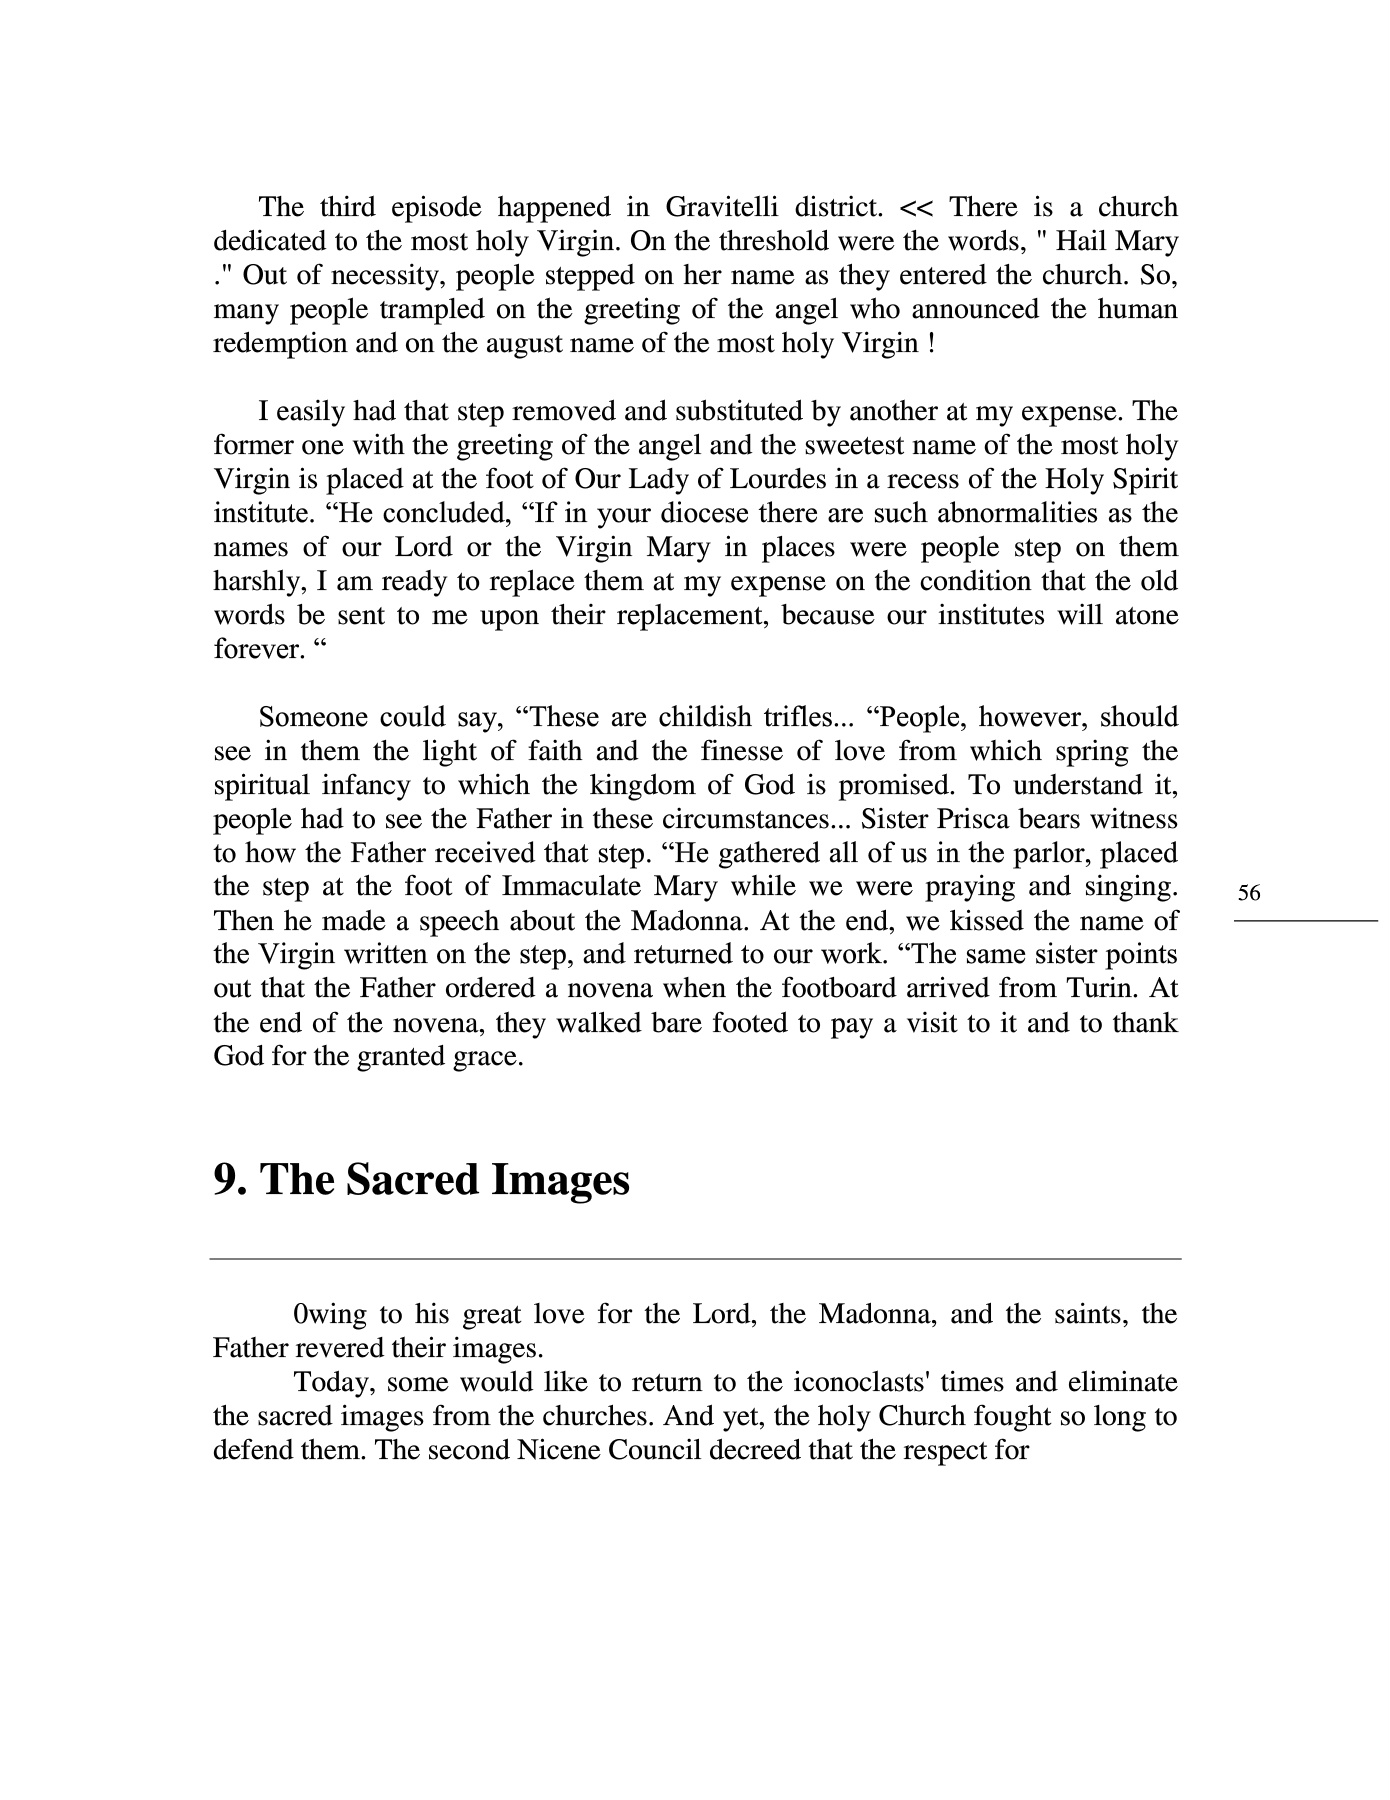 The third episode happened in Gravitelli district. << There is a church
dedicated to the most holy Virgin. On the threshold were the words, " Hail Mary
." Out of necessity, people stepped on her name as they entered the church. So,
many people trampled on the greeting of the angel who announced the human
redemption and on the august name of the most holy Virgin !
I easily had that step removed and substituted by another at my expense. The
former one with the greeting of the angel and the sweetest name of the most holy
Virgin is placed at the foot of Our Lady of Lourdes in a recess of the Holy Spirit
institute. “He concluded, “If in your diocese there are such abnormalities as the
names of our Lord or the Virgin Mary in places were people step on them
harshly, I am ready to replace them at my expense on the condition that the old
words be sent to me upon their replacement, because our institutes will atone
forever. “
Someone could say, “These are childish trifles... “People, however, should
see in them the light of faith and the finesse of love from which spring the
spiritual infancy to which the kingdom of God is promised. To understand it,
people had to see the Father in these circumstances... Sister Prisca bears witness
to how the Father received that step. “He gathered all of us in the parlor, placed
the step at the foot of Immaculate Mary while we were praying and singing.
Then he made a speech about the Madonna. At the end, we kissed the name of
the Virgin written on the step, and returned to our work. “The same sister points
out that the Father ordered a novena when the footboard arrived from Turin. At
the end of the novena, they walked bare footed to pay a visit to it and to thank
God for the granted grace.
56
9. The Sacred Images
0wing to his great love for the Lord, the Madonna, and the saints, the
Father revered their images.
Today, some would like to return to the iconoclasts' times and eliminate
the sacred images from the churches. And yet, the holy Church fought so long to
defend them. The second Nicene Council decreed that the respect for